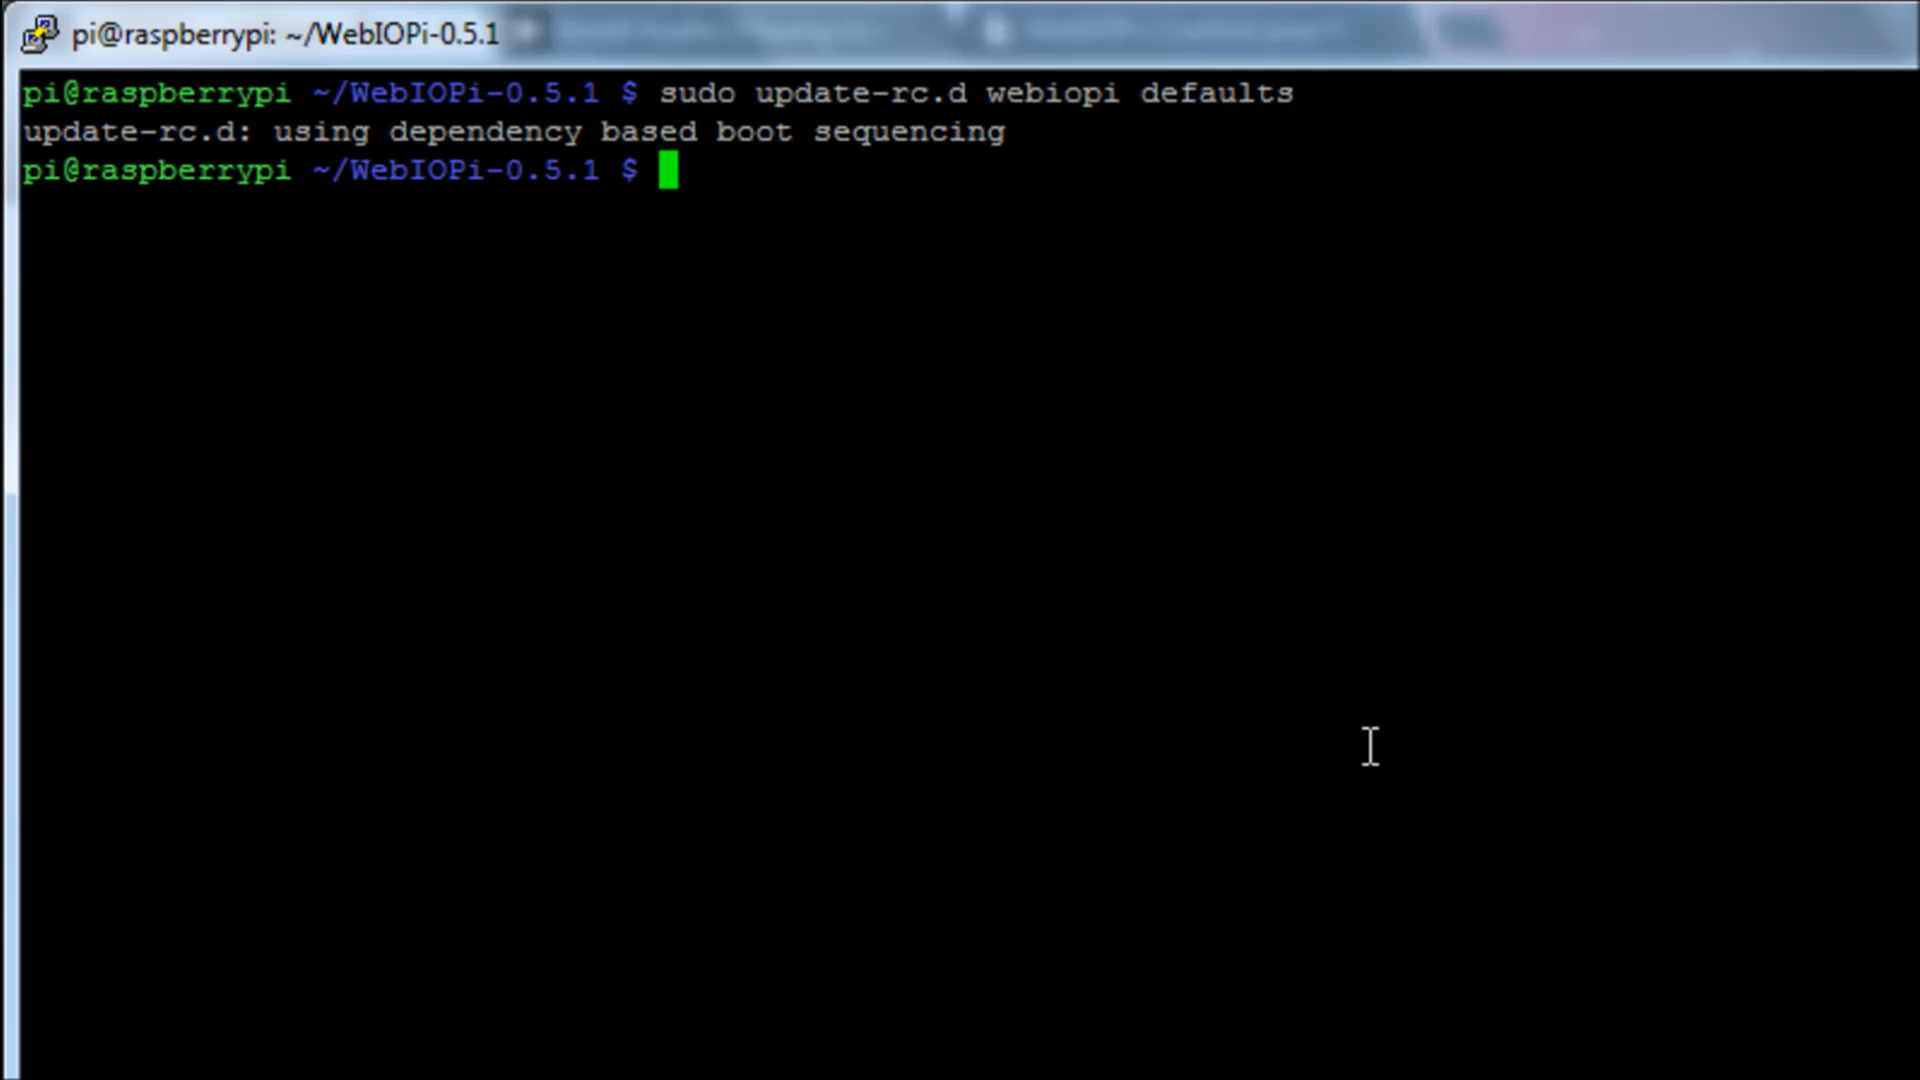 pi@raspberrypi: ~/WebIOPi-0.5.1
pi@raspberrypi ~/WebIOPi-0.5.1 $ sudo update-rc.d webiopi defaults
update-rc.d: using dependency based boot sequencing
pi@raspberrypi ~/WebIOPi-0.5.1 $